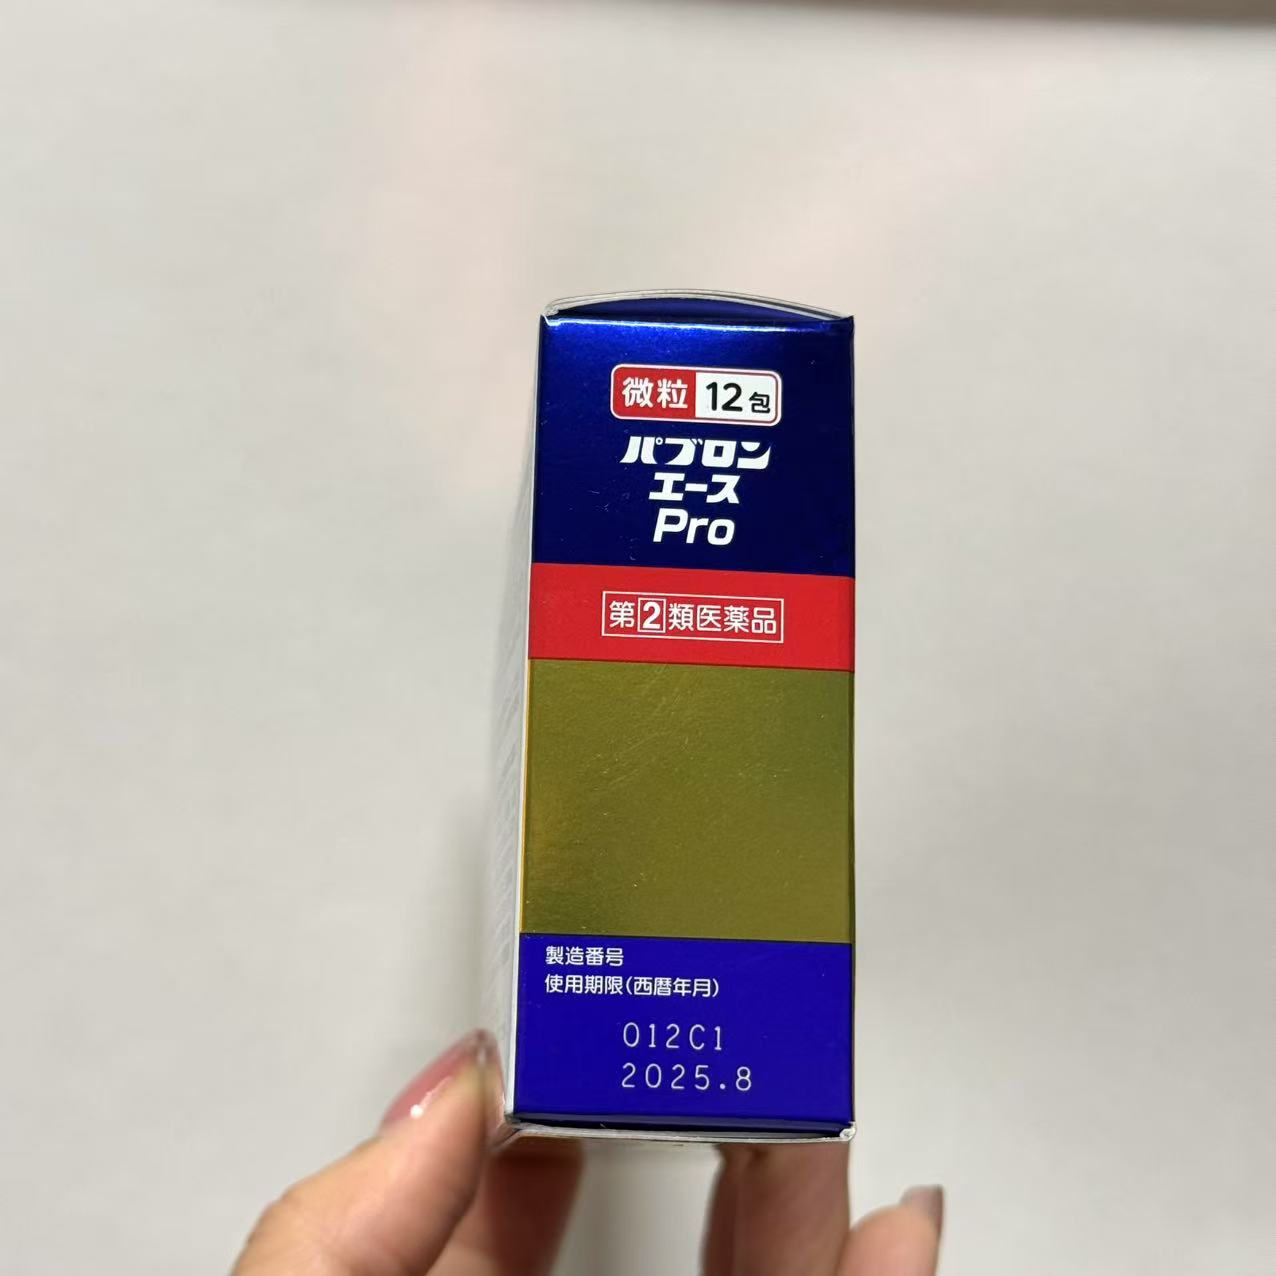 微粒 12包
パブロン
エース
Pro
第2類医薬品
製造番号
使用期限(西暦年月)
012C1
2025.8